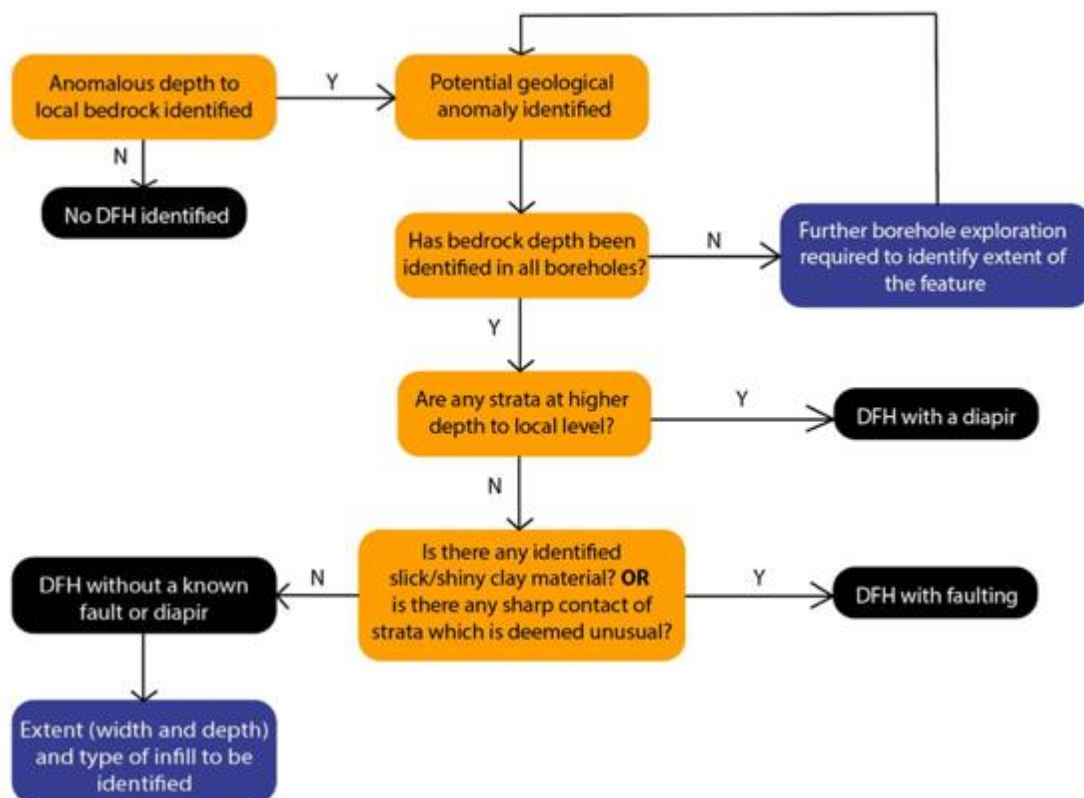 Anomalous depth to
local bedrock identified
Y
Potential geological
anomaly identified
N
No DFH identified
Has bedrock depth been
identified in all boreholes?
N
Further borehole exploration
required to identify extent of
the feature
Y
Are any strata at higher
depth to local level?
Y
DFH with a diapir
N
Is there any identified
slick/shiny clay material? OR
is there any sharp contact of
strata which is deemed unusual?
N
DFH without a known
fault or diapir
Y
DFH with faulting
Extent (width and depth)
and type of infill to be
identified